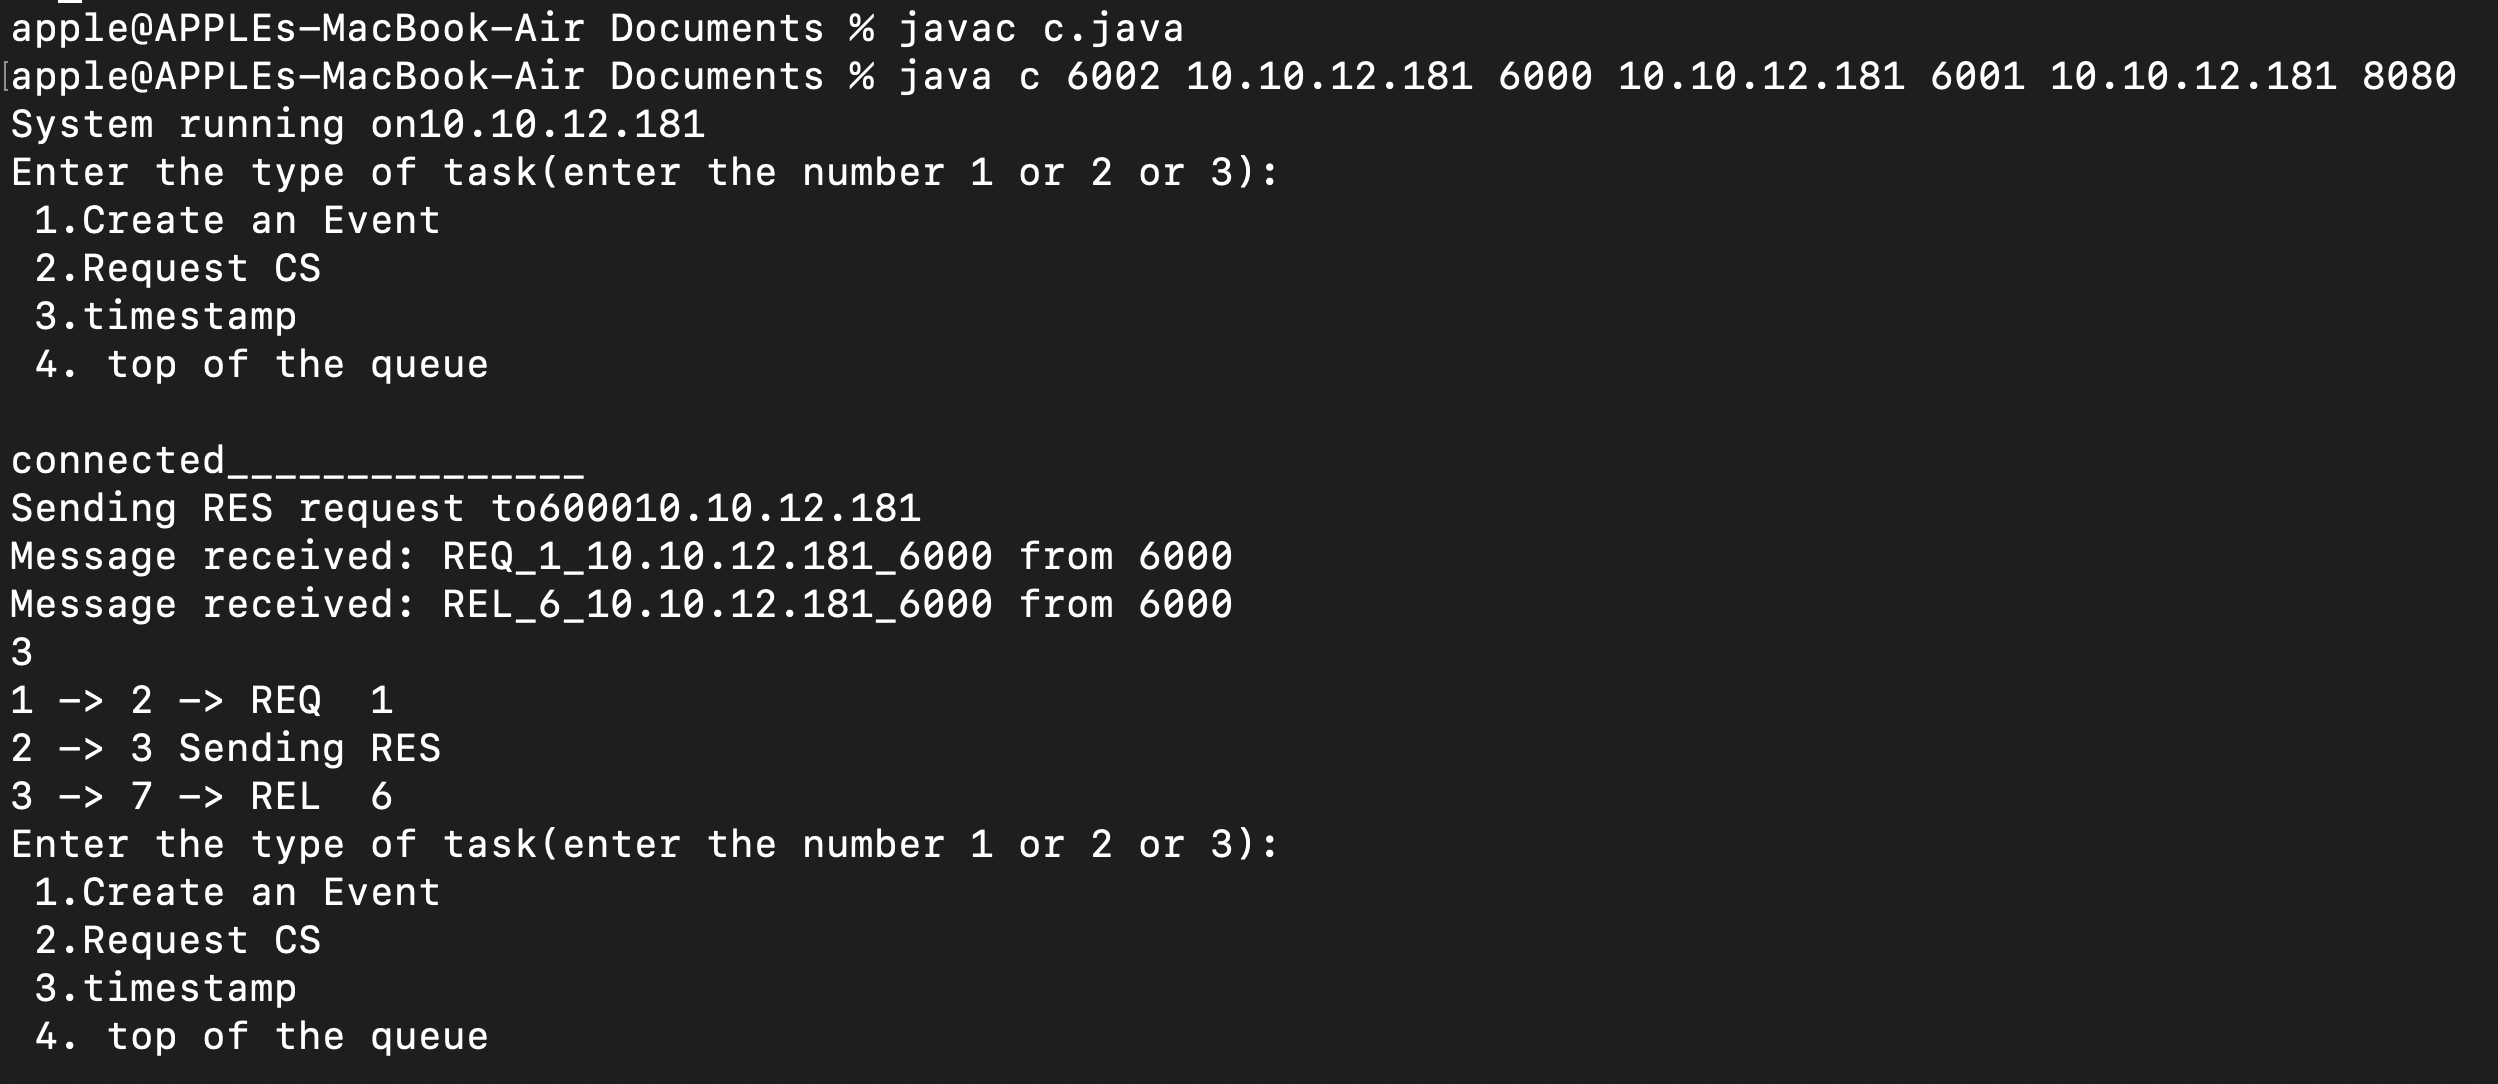 apple@APPLEs-MacBook-Air Documents % javac c.java
apple@APPLEs-MacBook-Air Documents % java c 6002 10.10.12.181 6000 10.10.12.181 6001 10.10.12.181 8080
System running on10.10.12.181
Enter the type of task(enter the number 1 or 2 or 3):
 1.Create an Event
 2.Request CS
 3.timestamp
 4. top of the queue
connected_______________
Sending RES request to600010.10.12.181
Message received: REQ_1_10.10.12.181_6000 from 6000
Message received: REL_6_10.10.12.181_6000 from 6000
3
1 -> 2 -> REQ  1
2 -> 3 Sending RES
3 -> 7 -> REL  6
Enter the type of task(enter the number 1 or 2 or 3):
 1.Create an Event
 2.Request CS
 3.timestamp
 4. top of the queue